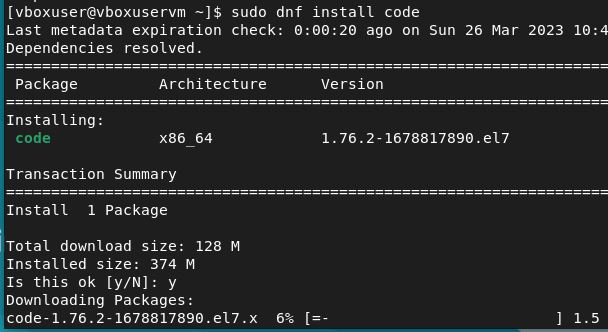 [vboxuser@vboxuservm ~]$ sudo dnf install code
Last metadata expiration check: 0:00:20 ago on Sun 26 Mar 2023 10:4
Dependencies resolved.
================================================================================
Package Architecture Version
================================================================================
Installing:
code x86_64 1.76.2-1678817890.el7
Transaction Summary
================================================================================
Install  1 Package
Total download size: 128 M
Installed size: 374 M
Is this ok [y/N]: y
Downloading Packages:
code-1.76.2-1678817890.el7.x  6% [=-                          ] 1.5